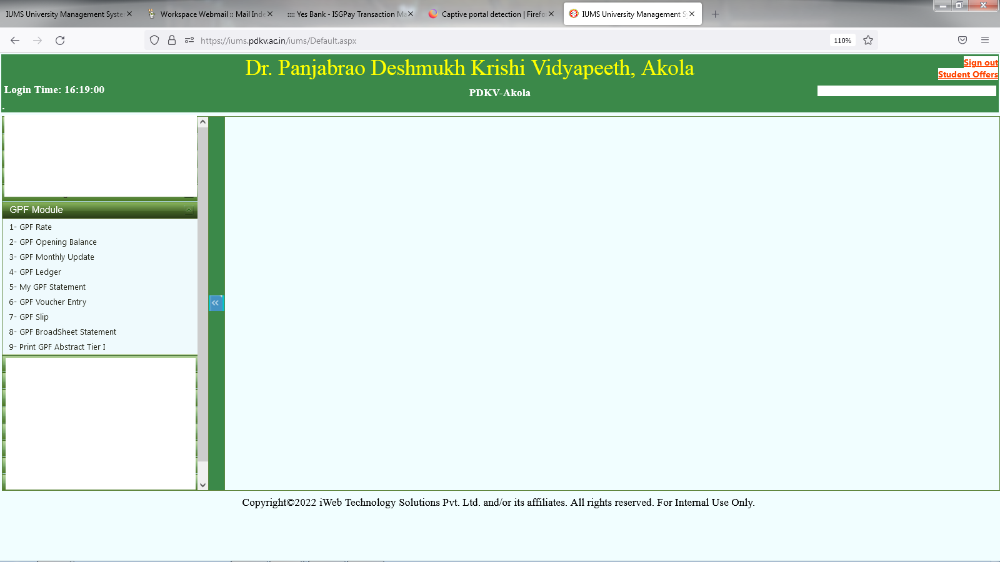 IUMS University Management Syste
Workspace Webmail :: Mail Inde
:::: Yes Bank - ISGPay Transaction Ma
Captive portal detection | Firefo
IUMS University Management S
https://iums.pdkv.ac.in/iums/Default.aspx
110%
Dr. Panjabrao Deshmukh Krishi Vidyapeeth, Akola
Sign out
Student Offers
Login Time: 16:19:00
PDKV-Akola
GPF Module
1- GPF Rate
2- GPF Opening Balance
3- GPF Monthly Update
4- GPF Ledger
5- My GPF Statement
6- GPF Voucher Entry
7- GPF Slip
8- GPF BroadSheet Statement
9- Print GPF Abstract Tier I
Copyright©2022 iWeb Technology Solutions Pvt. Ltd. and/or its affiliates. All rights reserved. For Internal Use Only.